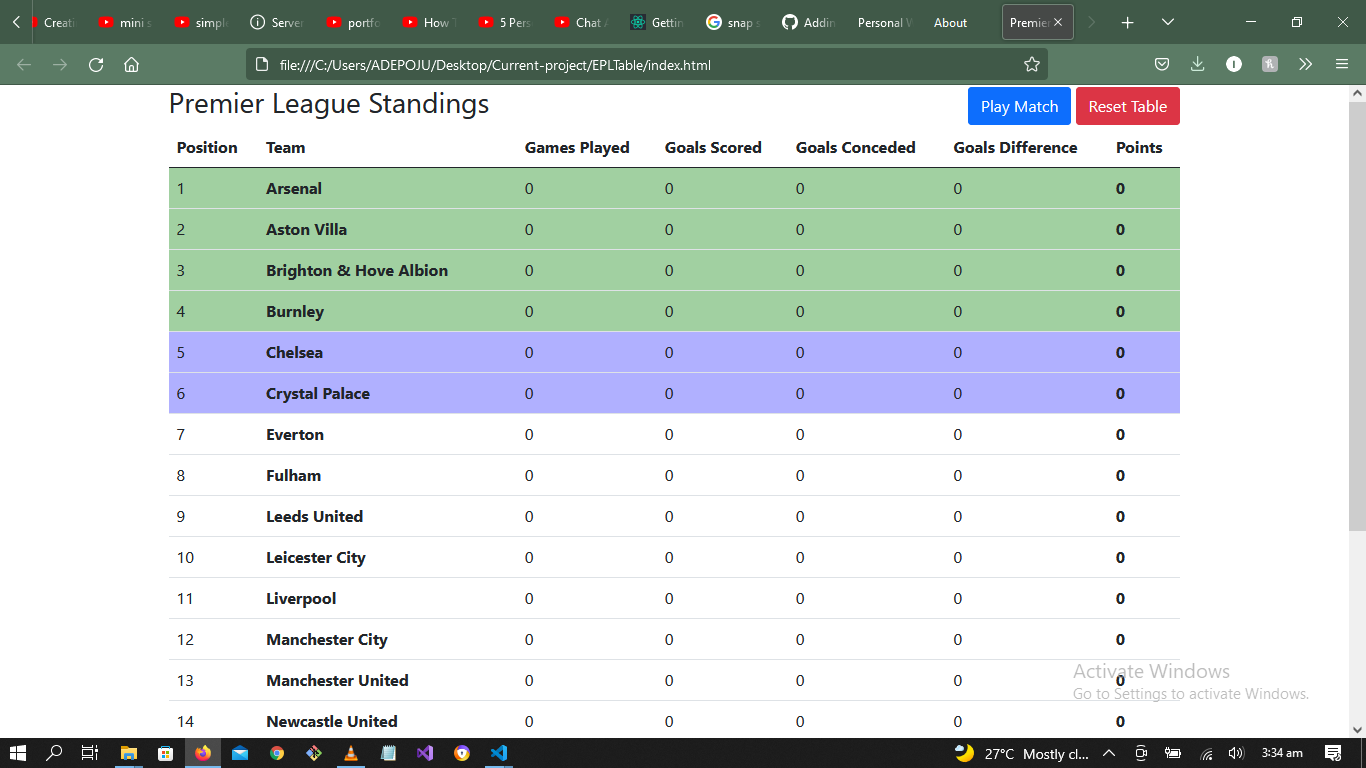 Creati mini s simple Server portfo How T 5 Pers Chat A Gettin snap s Addin Personal W About Premier
file:///C:/Users/ADEPOJU/Desktop/Current-project/EPLTable/index.html
Premier League Standings Play Match Reset Table
Position Team Games Played Goals Scored Goals Conceded Goals Difference Points
1 Arsenal 0 0 0 0 0
2 Aston Villa 0 0 0 0 0
3 Brighton & Hove Albion 0 0 0 0 0
4 Burnley 0 0 0 0 0
5 Chelsea 0 0 0 0 0
6 Crystal Palace 0 0 0 0 0
7 Everton 0 0 0 0 0
8 Fulham 0 0 0 0 0
9 Leeds United 0 0 0 0 0
10 Leicester City 0 0 0 0 0
11 Liverpool 0 0 0 0 0
12 Manchester City 0 0 0 0 0
13 Manchester United 0 0 0 0 0
14 Newcastle United 0 0 0 0 0
Activate Windows
Go to Settings to activate Windows.
27°C Mostly cl... 3:34 am